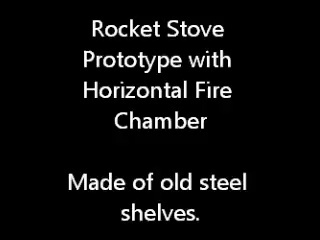 Rocket Stove
Prototype with
Horizontal Fire
Chamber
Made of old steel
shelves.